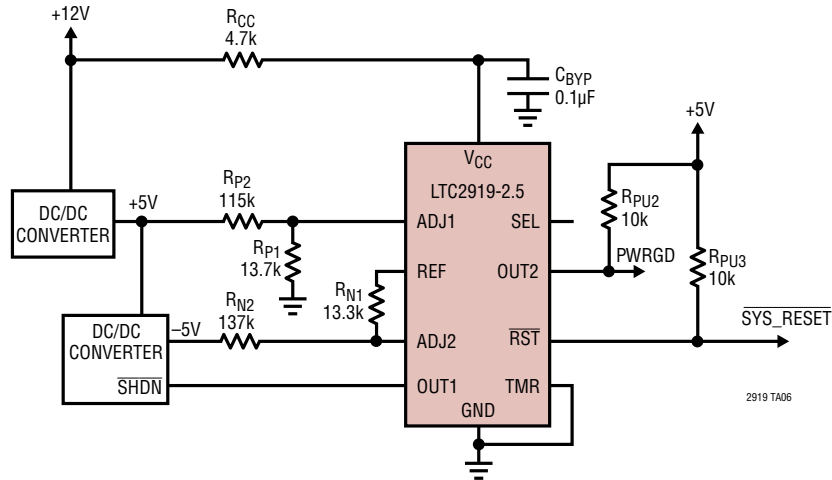 +12V
RCC
4.7k
CBYP
0.1µF
+5V
VCC
LTC2919-2.5
RP2
115k
RPU2
10k
DC/DC
CONVERTER
+5V
ADJ1
SEL
RP1
13.7k
PWRGD
RPU3
10k
REF
OUT2
RN1
13.3k
RN2
137k
SYS_RESET
DC/DC
CONVERTER
–5V
ADJ2
RST
SHDN
OUT1
TMR
GND
2919 TA06